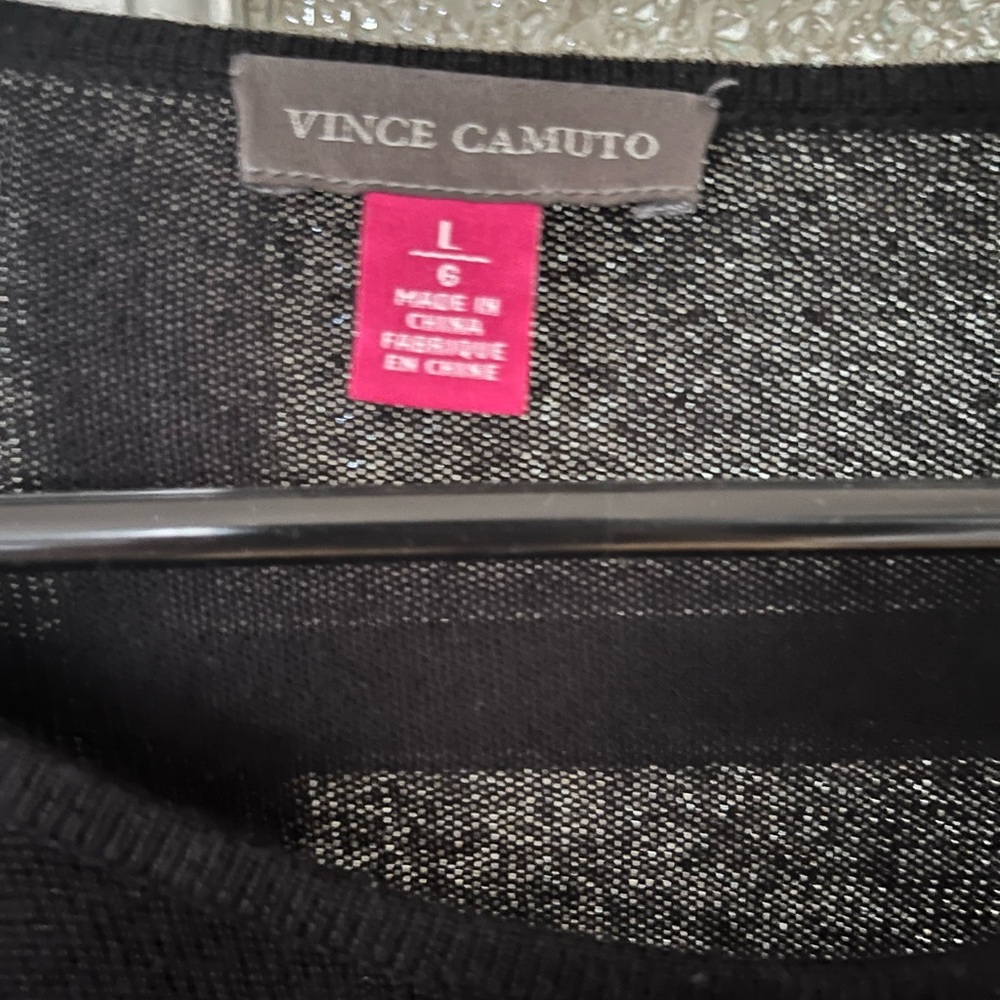 VINCE CAMUTO
L
G
MADE IN
CHINA
FABRIQUE
EN CHINE